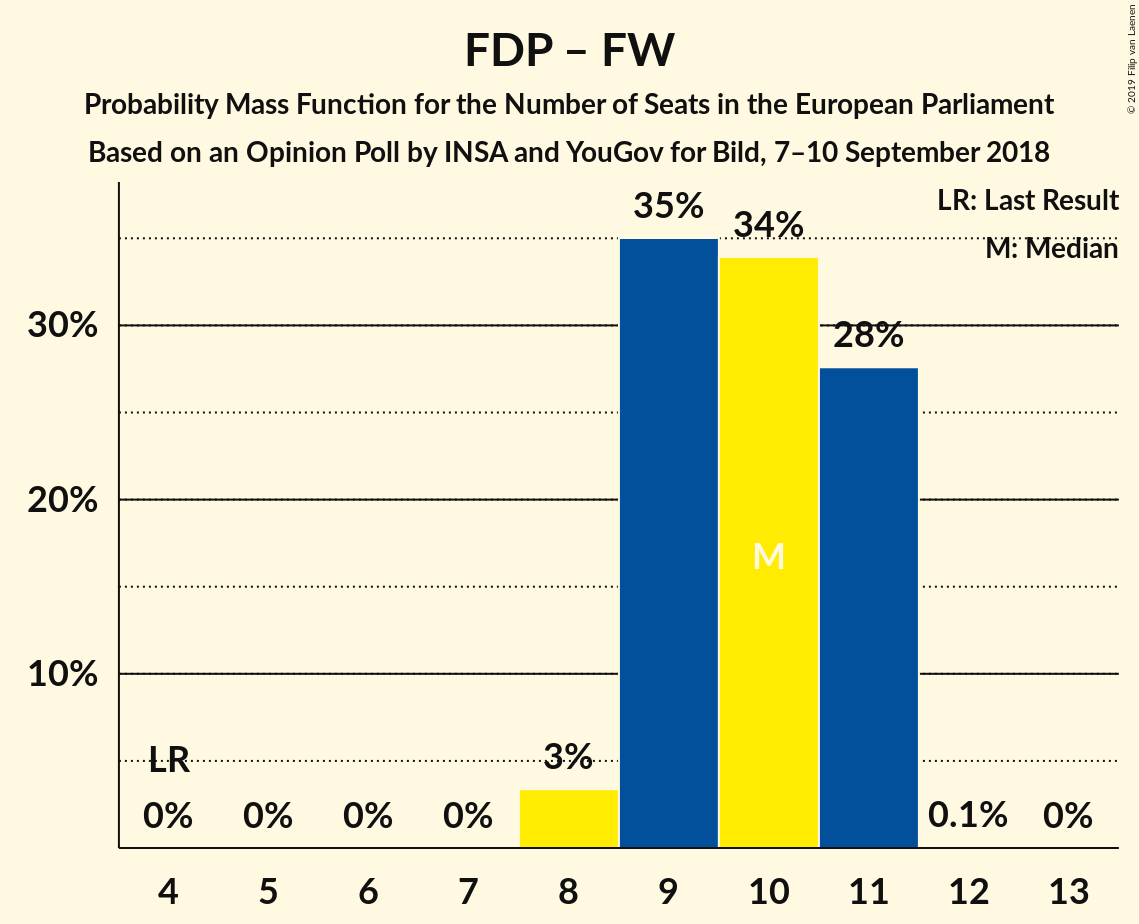 FDP – FW
Probability Mass Function for the Number of Seats in the European Parliament
Based on an Opinion Poll by INSA and YouGov for Bild, 7–10 September 2018
© 2019 Filip van Laenen
LR: Last Result
M: Median
35%
34%
30%
28%
20%
M
10%
LR
3%
0%
0%
0%
0%
0.1%
0%
4 5 6 7 8 9 10 11 12 13